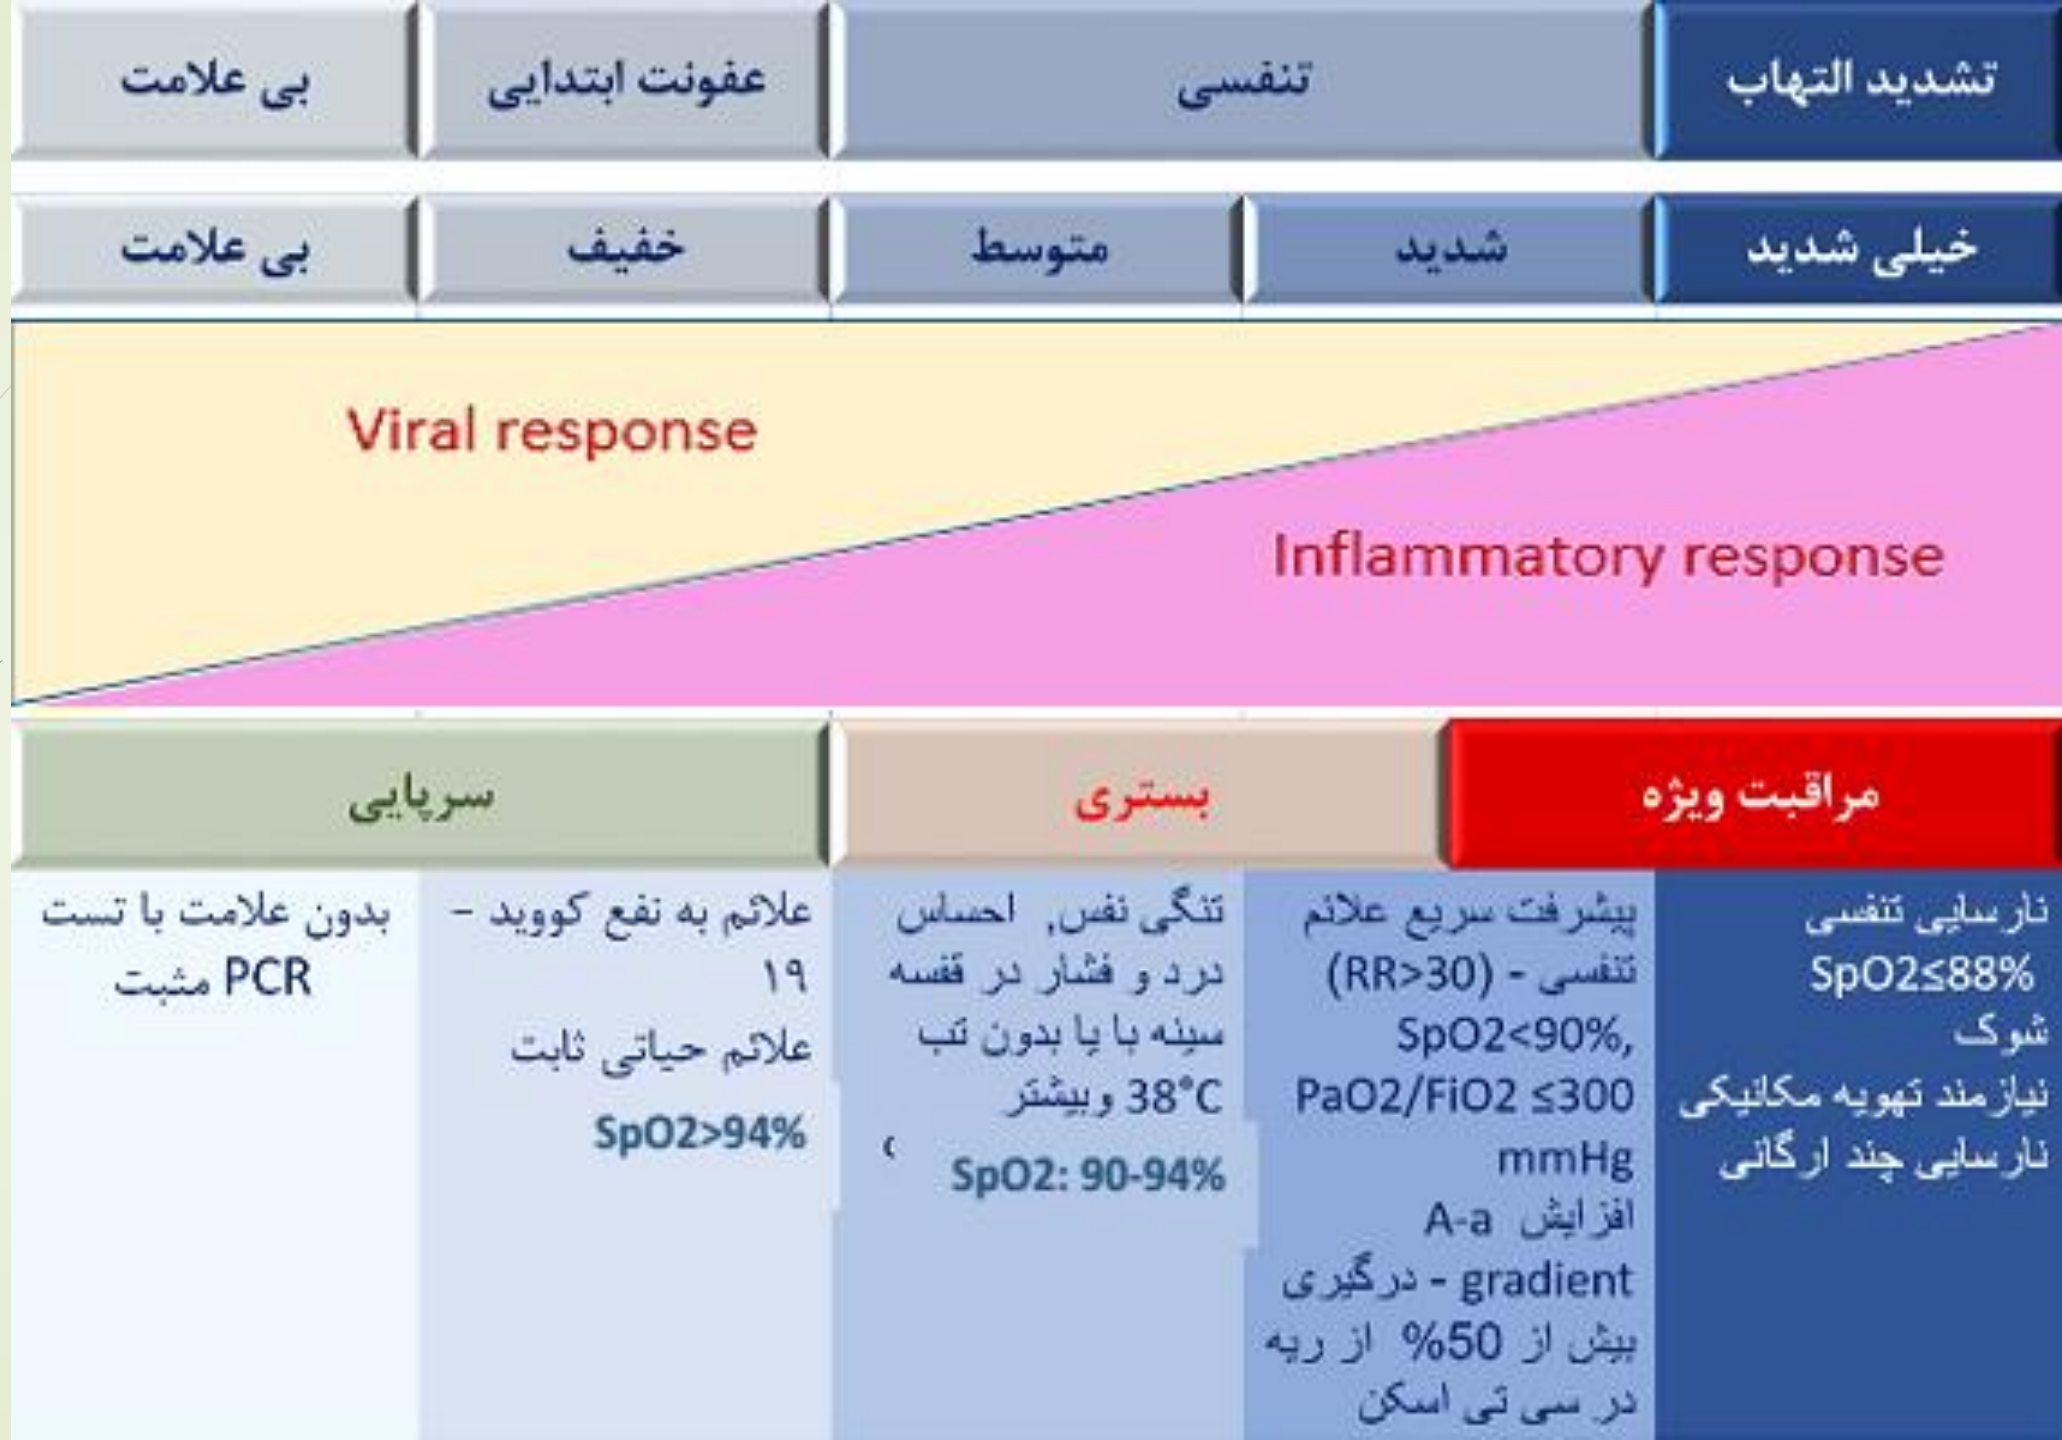 بی علامت
عفونت ابتدایی
تنفسی
تشدید التهاب
بی علامت
خفیف
متوسط
شدید
خیلی شدید
Viral response
Inflammatory response
سرپایی
بستری
مراقبت ویژه
بدون علامت با تست
PCR مثبت
علائم به نفع کووید –
۱۹
علائم حیاتی ثابت
SpO2>94%
تنگی نفس, احساس
درد و فشار در قفسه
سینه با یا بدون تب
38°C وبیشتر
،
SpO2: 90-94%
پیشرفت سریع علائم
تنفسی - (RR>30)
SpO2<90%,
PaO2/FiO2 ≤300
mmHg
افزایش A-a
gradient - درگیری
بیش از 50% از ریه
در سی تی اسکن
نارسایی تنفسی
SpO2≤88%
شوک
نیازمند تهویه مکانیکی
نارسایی چند ارگانی